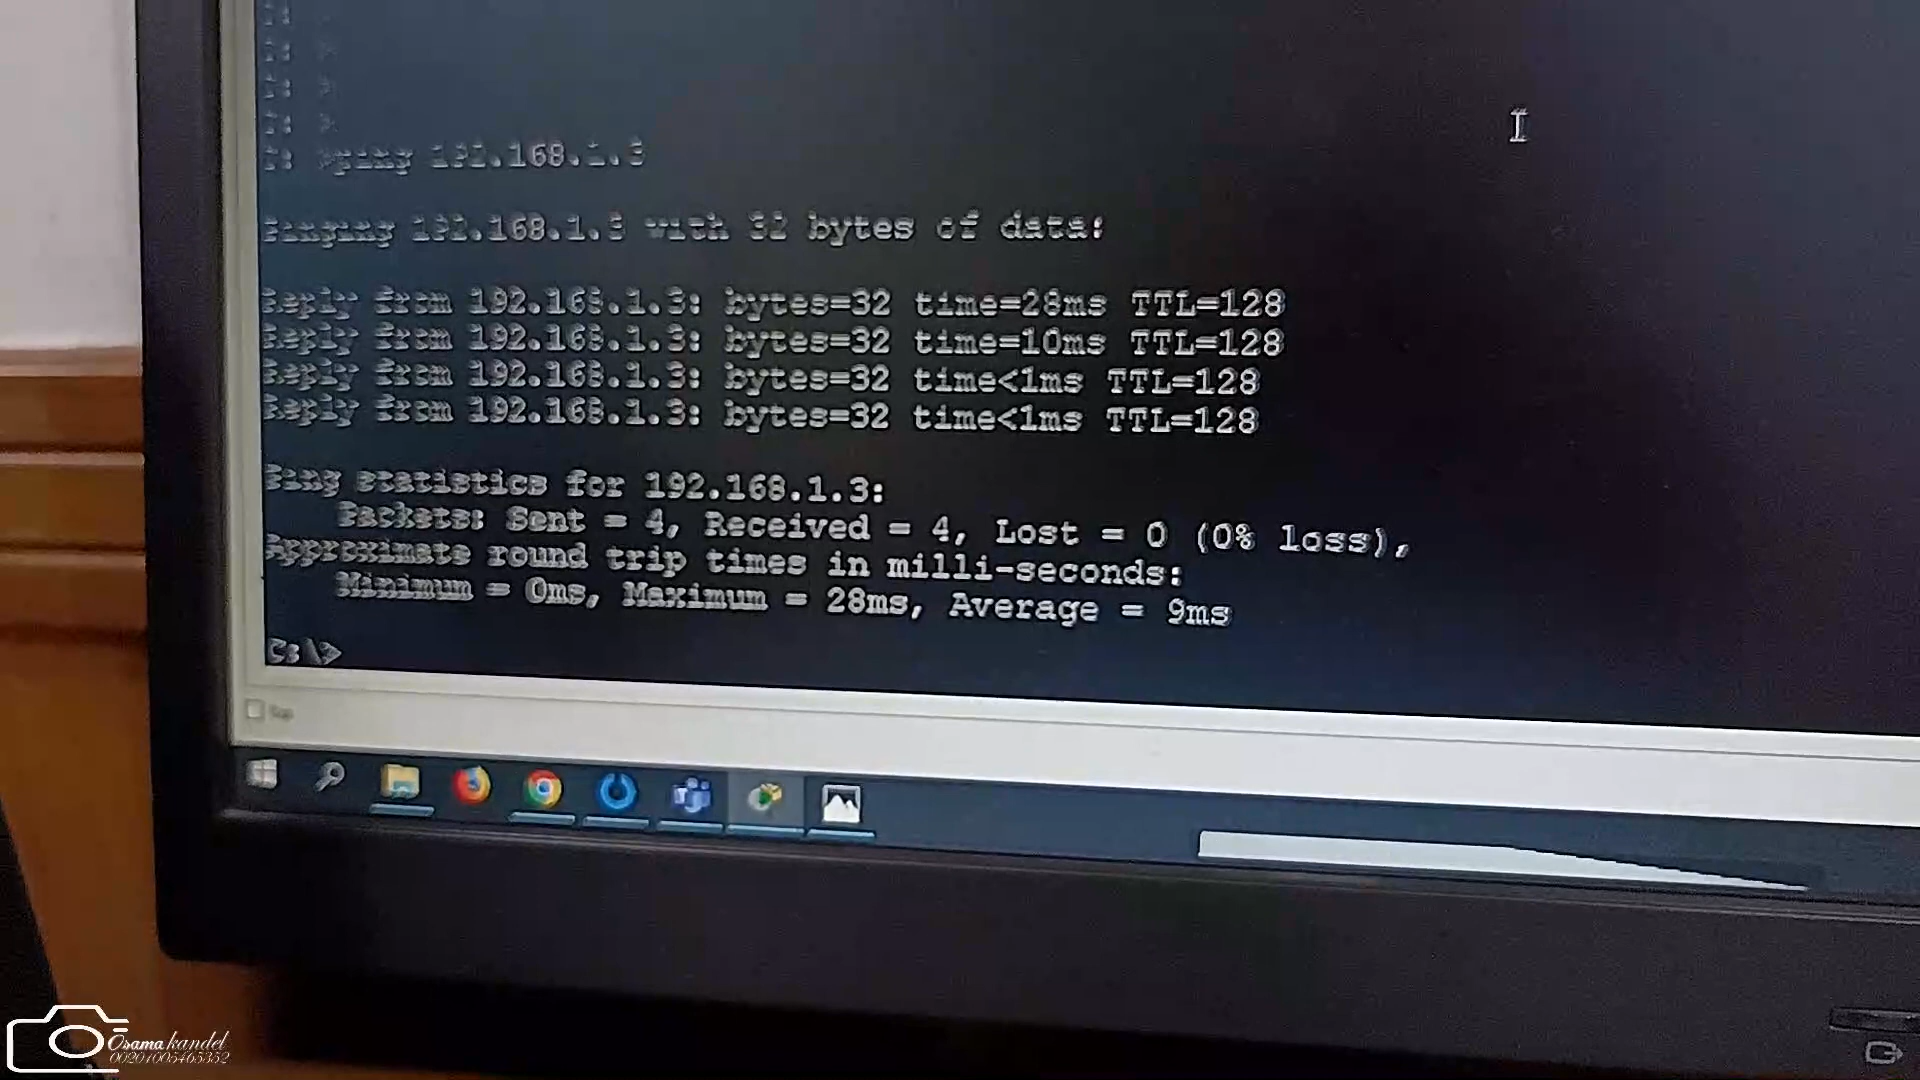 C:\>ping 192.168.1.3
Pinging 192.168.1.3 with 32 bytes of data:
Reply from 192.168.1.3: bytes=32 time=28ms TTL=128
Reply from 192.168.1.3: bytes=32 time=10ms TTL=128
Reply from 192.168.1.3: bytes=32 time<1ms TTL=128
Reply from 192.168.1.3: bytes=32 time<1ms TTL=128
Ping statistics for 192.168.1.3:
Packets: Sent = 4, Received = 4, Lost = 0 (0% loss),
Approximate round trip times in milli-seconds:
Minimum = 0ms, Maximum = 28ms, Average = 9ms
C:\>
Top
Osama kandel
00201005465352